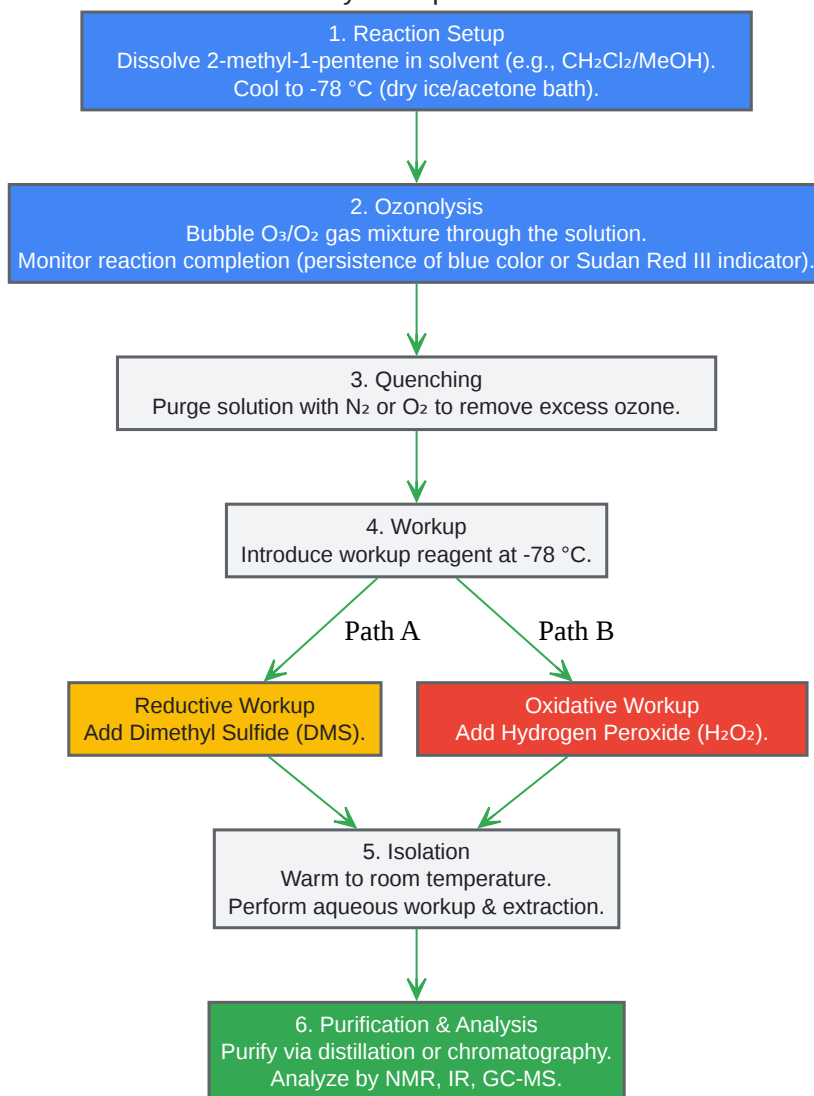 1. Reaction Setup
Dissolve 2-methyl-1-pentene in solvent (e.g., CH₂Cl₂/MeOH).
Cool to -78 °C (dry ice/acetone bath).
2. Ozonolysis
Bubble O₃/O₂ gas mixture through the solution.
Monitor reaction completion (persistence of blue color or Sudan Red III indicator).
3. Quenching
Purge solution with N₂ or O₂ to remove excess ozone.
4. Workup
Introduce workup reagent at -78 °C.
Path A
Path B
Reductive Workup
Add Dimethyl Sulfide (DMS).
Oxidative Workup
Add Hydrogen Peroxide (H₂O₂).
5. Isolation
Warm to room temperature.
Perform aqueous workup & extraction.
6. Purification & Analysis
Purify via distillation or chromatography.
Analyze by NMR, IR, GC-MS.